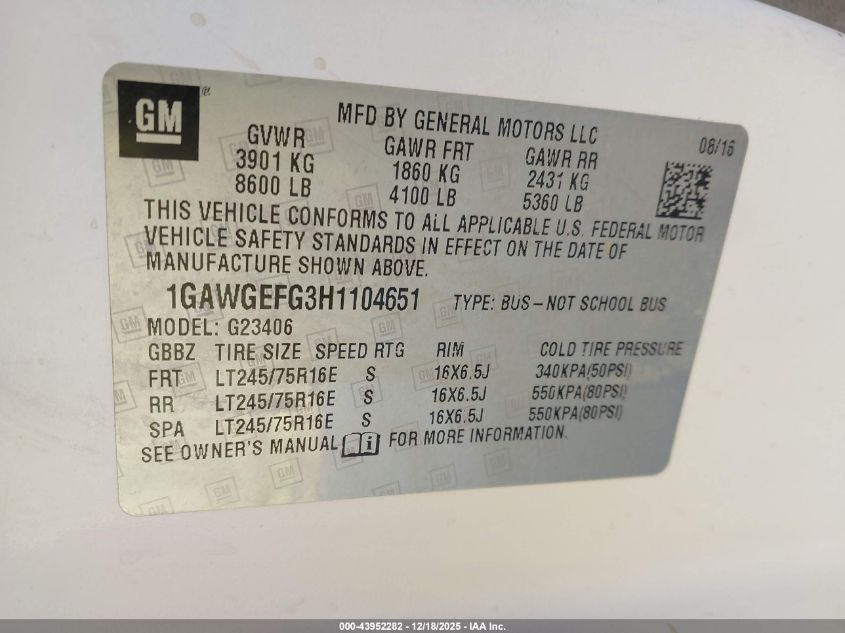 GM ®
MFD BY GENERAL MOTORS LLC
08/16
GVWR GAWR FRT GAWR RR
3901 KG 1860 KG 2431 KG
8600 LB 4100 LB 5360 LB
THIS VEHICLE CONFORMS TO ALL APPLICABLE U.S. FEDERAL MOTOR
VEHICLE SAFETY STANDARDS IN EFFECT ON THE DATE OF
MANUFACTURE SHOWN ABOVE.
1GAWGEFG3H1104651 TYPE: BUS–NOT SCHOOL BUS
MODEL: G23406
GBBZ TIRE SIZE SPEED RTG RIM COLD TIRE PRESSURE
FRT LT245/75R16E S 16X6.5J 340KPA(50PSI)
RR LT245/75R16E S 16X6.5J 550KPA(80PSI)
SPA LT245/75R16E S 16X6.5J 550KPA(80PSI)
SEE OWNER'S MANUAL i FOR MORE INFORMATION.
000-43952282 - 12/18/2025 - IAA Inc.